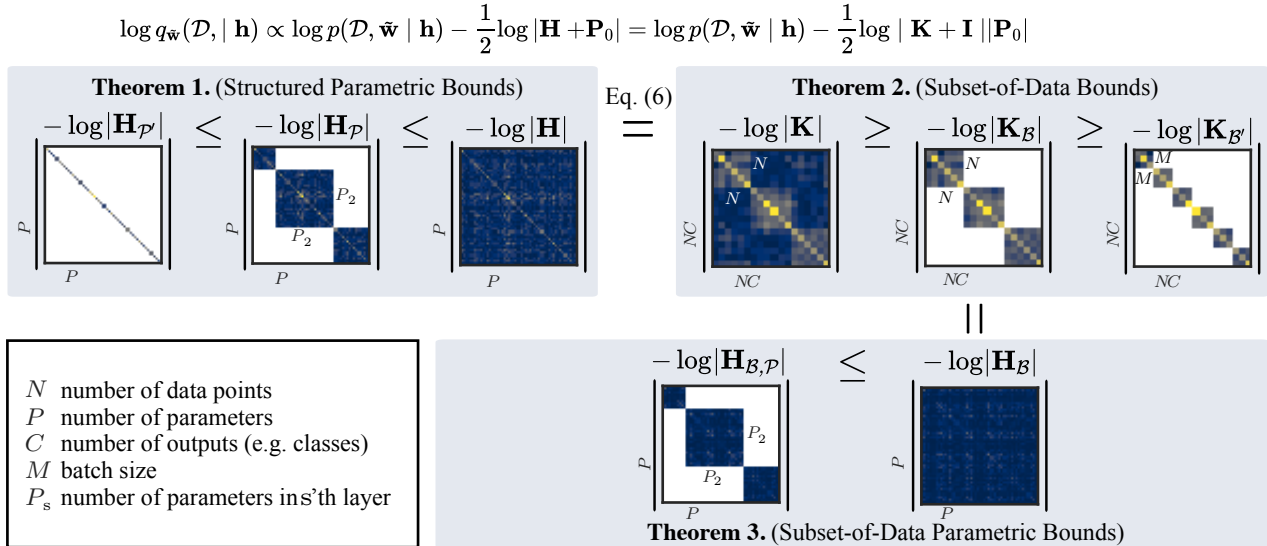 log q_w̃(𝒟, | h) ∝ log p(𝒟, w̃ | h) − 1/2 log |H + P₀| = log p(𝒟, w̃ | h) − 1/2 log | K + I ||P₀|
Theorem 1. (Structured Parametric Bounds)
− log|H_𝒫′| ≤ − log|H_𝒫| ≤ − log|H|
P P P
P₂
P₂
P P P
Eq. (6)
=
Theorem 2. (Subset-of-Data Bounds)
− log|K| ≥ − log|K_ℬ| ≥ − log|K_ℬ′|
N N M
N N M
NC NC NC
NC NC NC
=
N number of data points
P number of parameters
C number of outputs (e.g. classes)
M batch size
Pₛ number of parameters in s'th layer
− log|H_ℬ,𝒫| ≤ − log|H_ℬ|
P₂
P P
P₂
P P
Theorem 3. (Subset-of-Data Parametric Bounds)